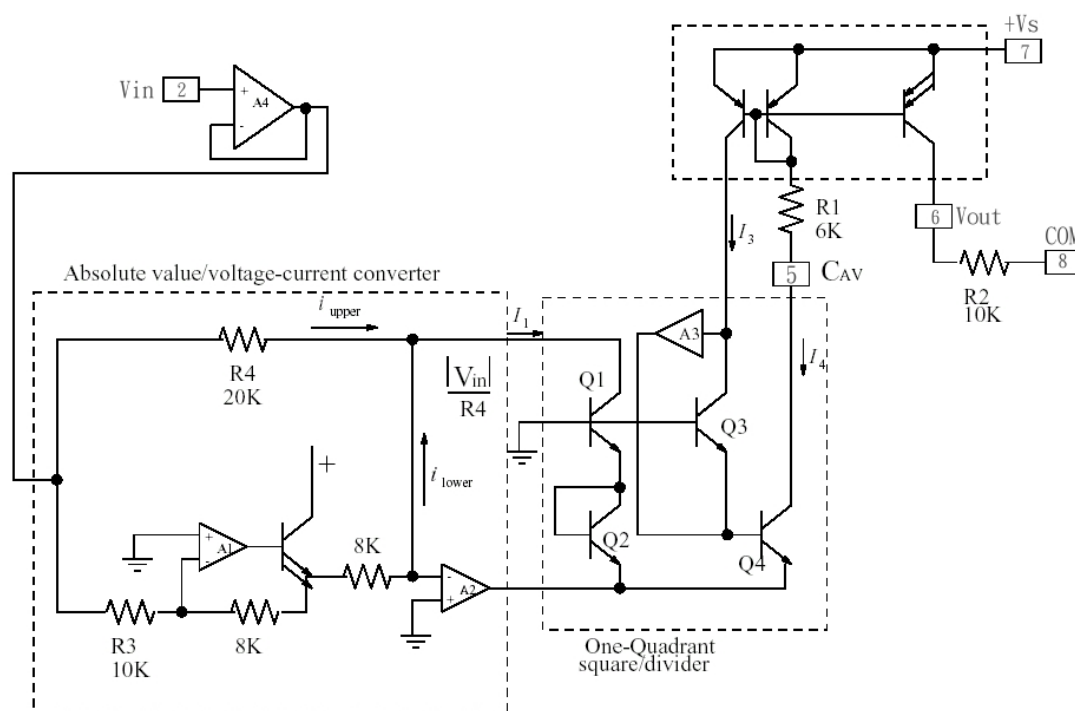 +Vs
7
Vin 2
+
A4
-
R1
6K
I3
5 CAV
6 Vout
COM
8
R2
10K
Absolute value/voltage-current converter
i upper
I1
R4
20K
|Vin|
R4
A3
I4
Q1
Q3
i lower
+
+
A1
-
8K
Q2
Q4
-
A2
+
R3
10K
8K
One-Quadrant
square/divider